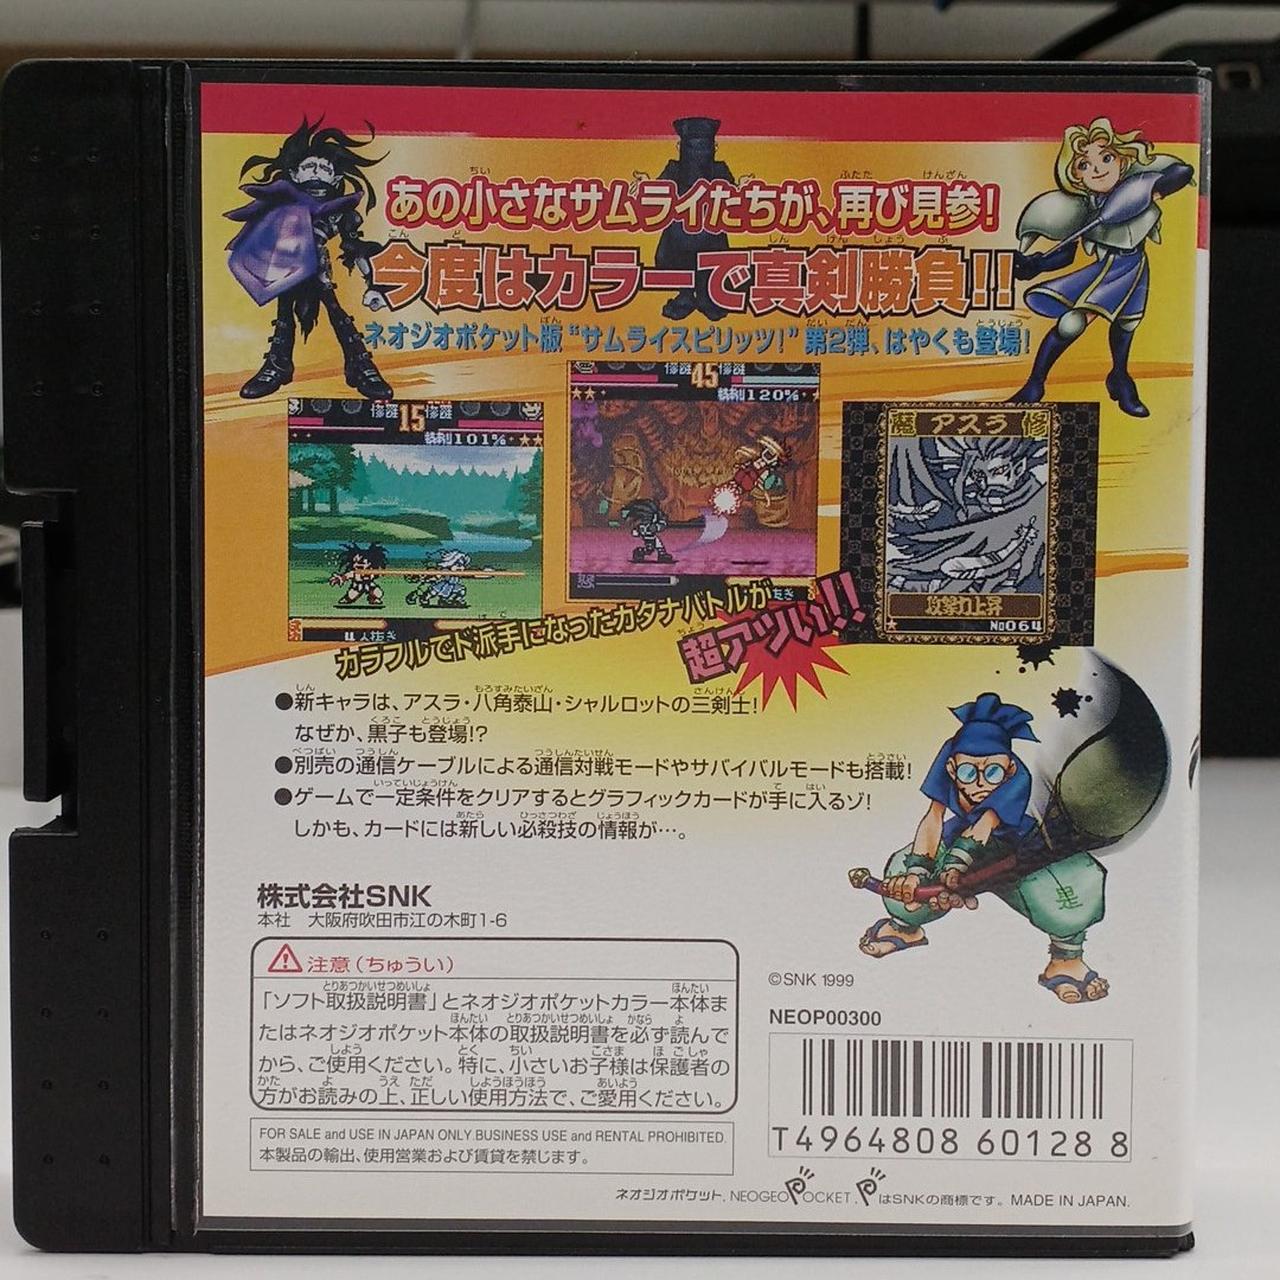 あの小さなサムライたちが、再び見参!
今度はカラーで真剣勝負!!
ネオジオポケット版“サムライスピリッツ!”第2弾、はやくも登場!
15
101%
4人抜き
45
120%
魔 アスラ 修
攻撃力上昇
No064
カラフルでド派手になったカタナバトルが
超アツい!!
●新キャラは、アスラ・八角泰山・シャルロットの三剣士!
なぜか、黒子も登場!?
●別売の通信ケーブルによる通信対戦モードやサバイバルモードも搭載!
●ゲームで一定条件をクリアするとグラフィックカードが手に入るゾ!
しかも、カードには新しい必殺技の情報が…。
株式会社SNK
本社 大阪府吹田市江の木町1-6
注意(ちゅうい)
「ソフト取扱説明書」とネオジオポケットカラー本体ま
たはネオジオポケット本体の取扱説明書を必ず読んで
から、ご使用ください。特に、小さいお子様は保護者の
方がお読みの上、正しい使用方法で、ご愛用ください。
FOR SALE and USE IN JAPAN ONLY.BUSINESS USE and RENTAL PROHIBITED.
本製品の輸出、使用営業および賃貸を禁じます。
©SNK 1999
NEOP00300
T4964808 60128 8
ネオジオポケット、NEOGEO POCKET、PはSNKの商標です。MADE IN JAPAN.